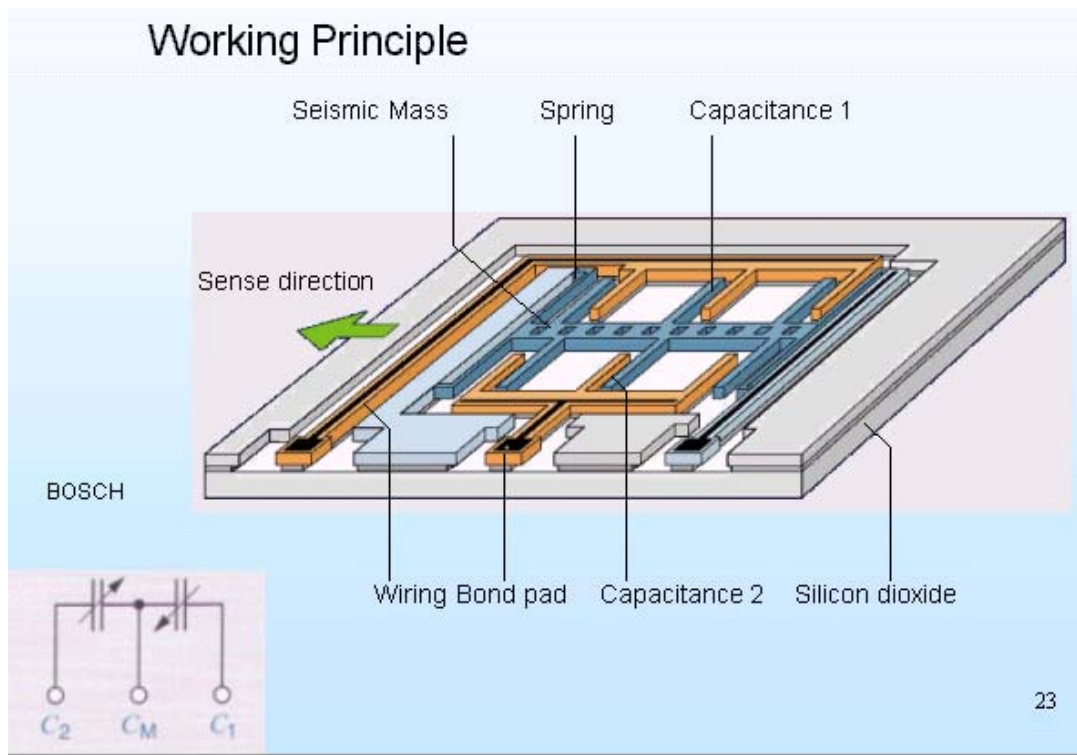 Working Principle
Seismic Mass Spring Capacitance 1
Sense direction
BOSCH
Wiring Bond pad Capacitance 2 Silicon dioxide
C2 CM C1
23